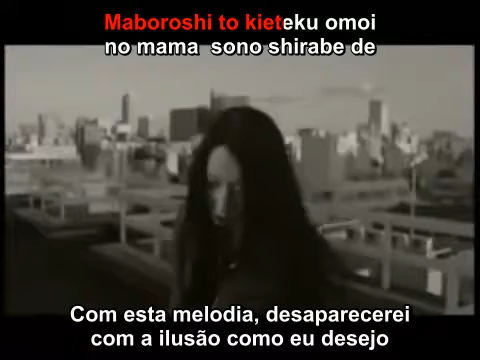 Maboroshi to kieteku omoi
no mama  sono shirabe de
Com esta melodia, desaparecerei
com a ilusão como eu desejo